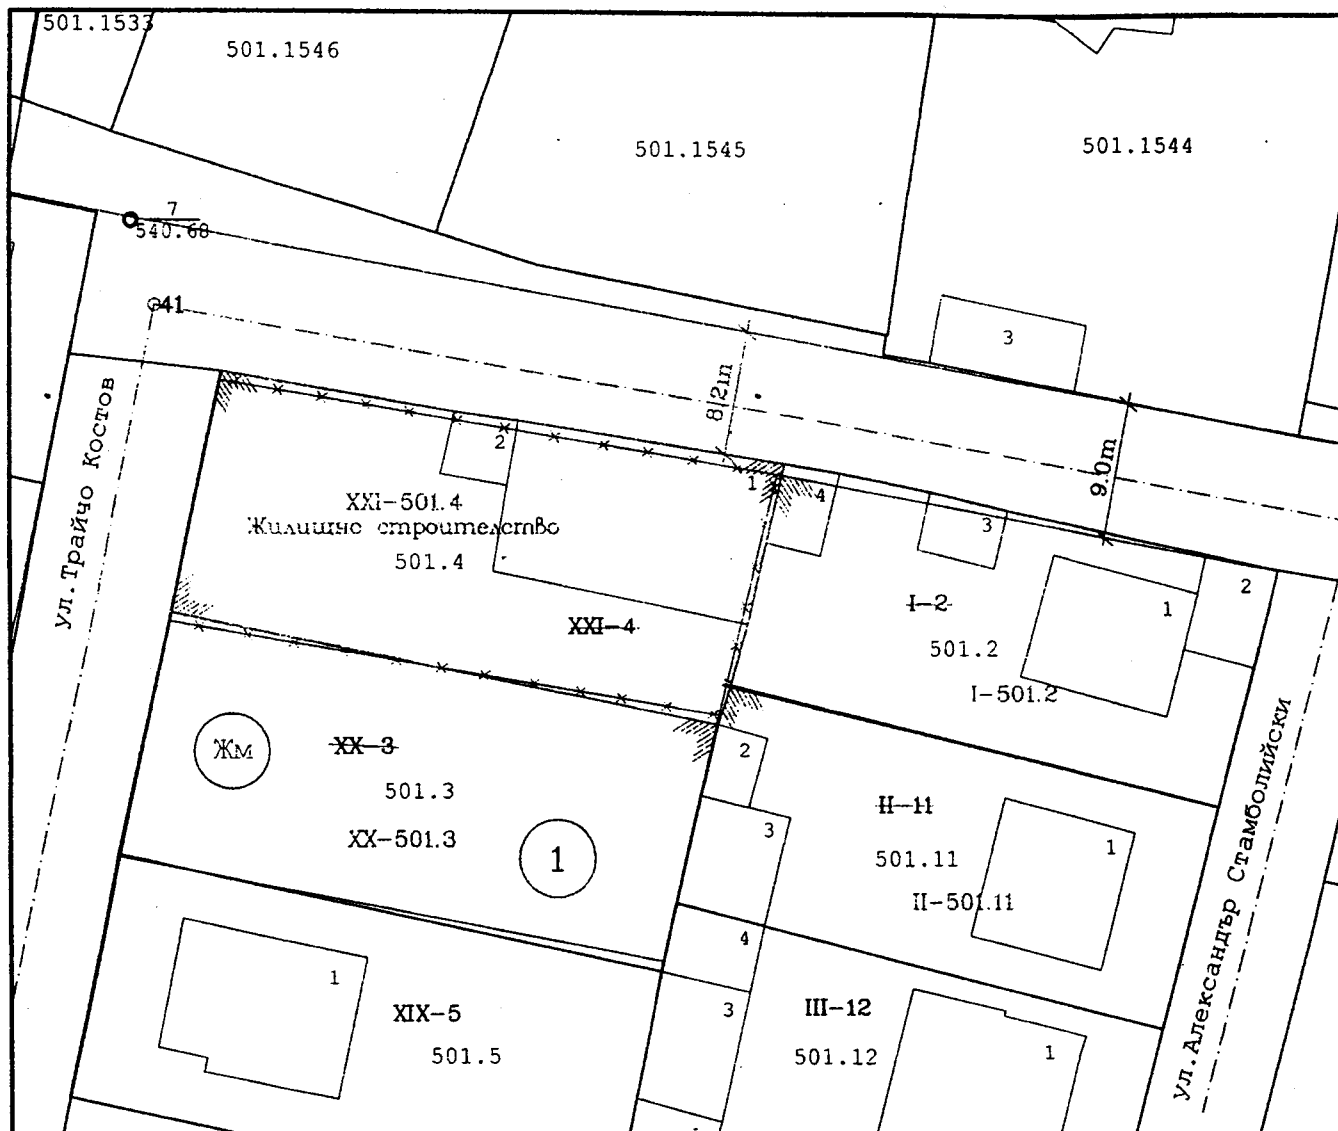 501.1533
501.1546
501.1545
501.1544
7
540.68
41
3
8,2m
9.0m
ул.Трайчо Костов
2
1
4
3
XXI-501.4
Жилищно строителство
501.4
XXI-4
I-2
1
2
501.2
I-501.2
Жм
XX-3
501.3
XX-501.3
1
2
3
II-11
1
501.11
II-501.11
ул.Александър Стамболийски
4
3
1
XIX-5
501.5
III-12
501.12
1